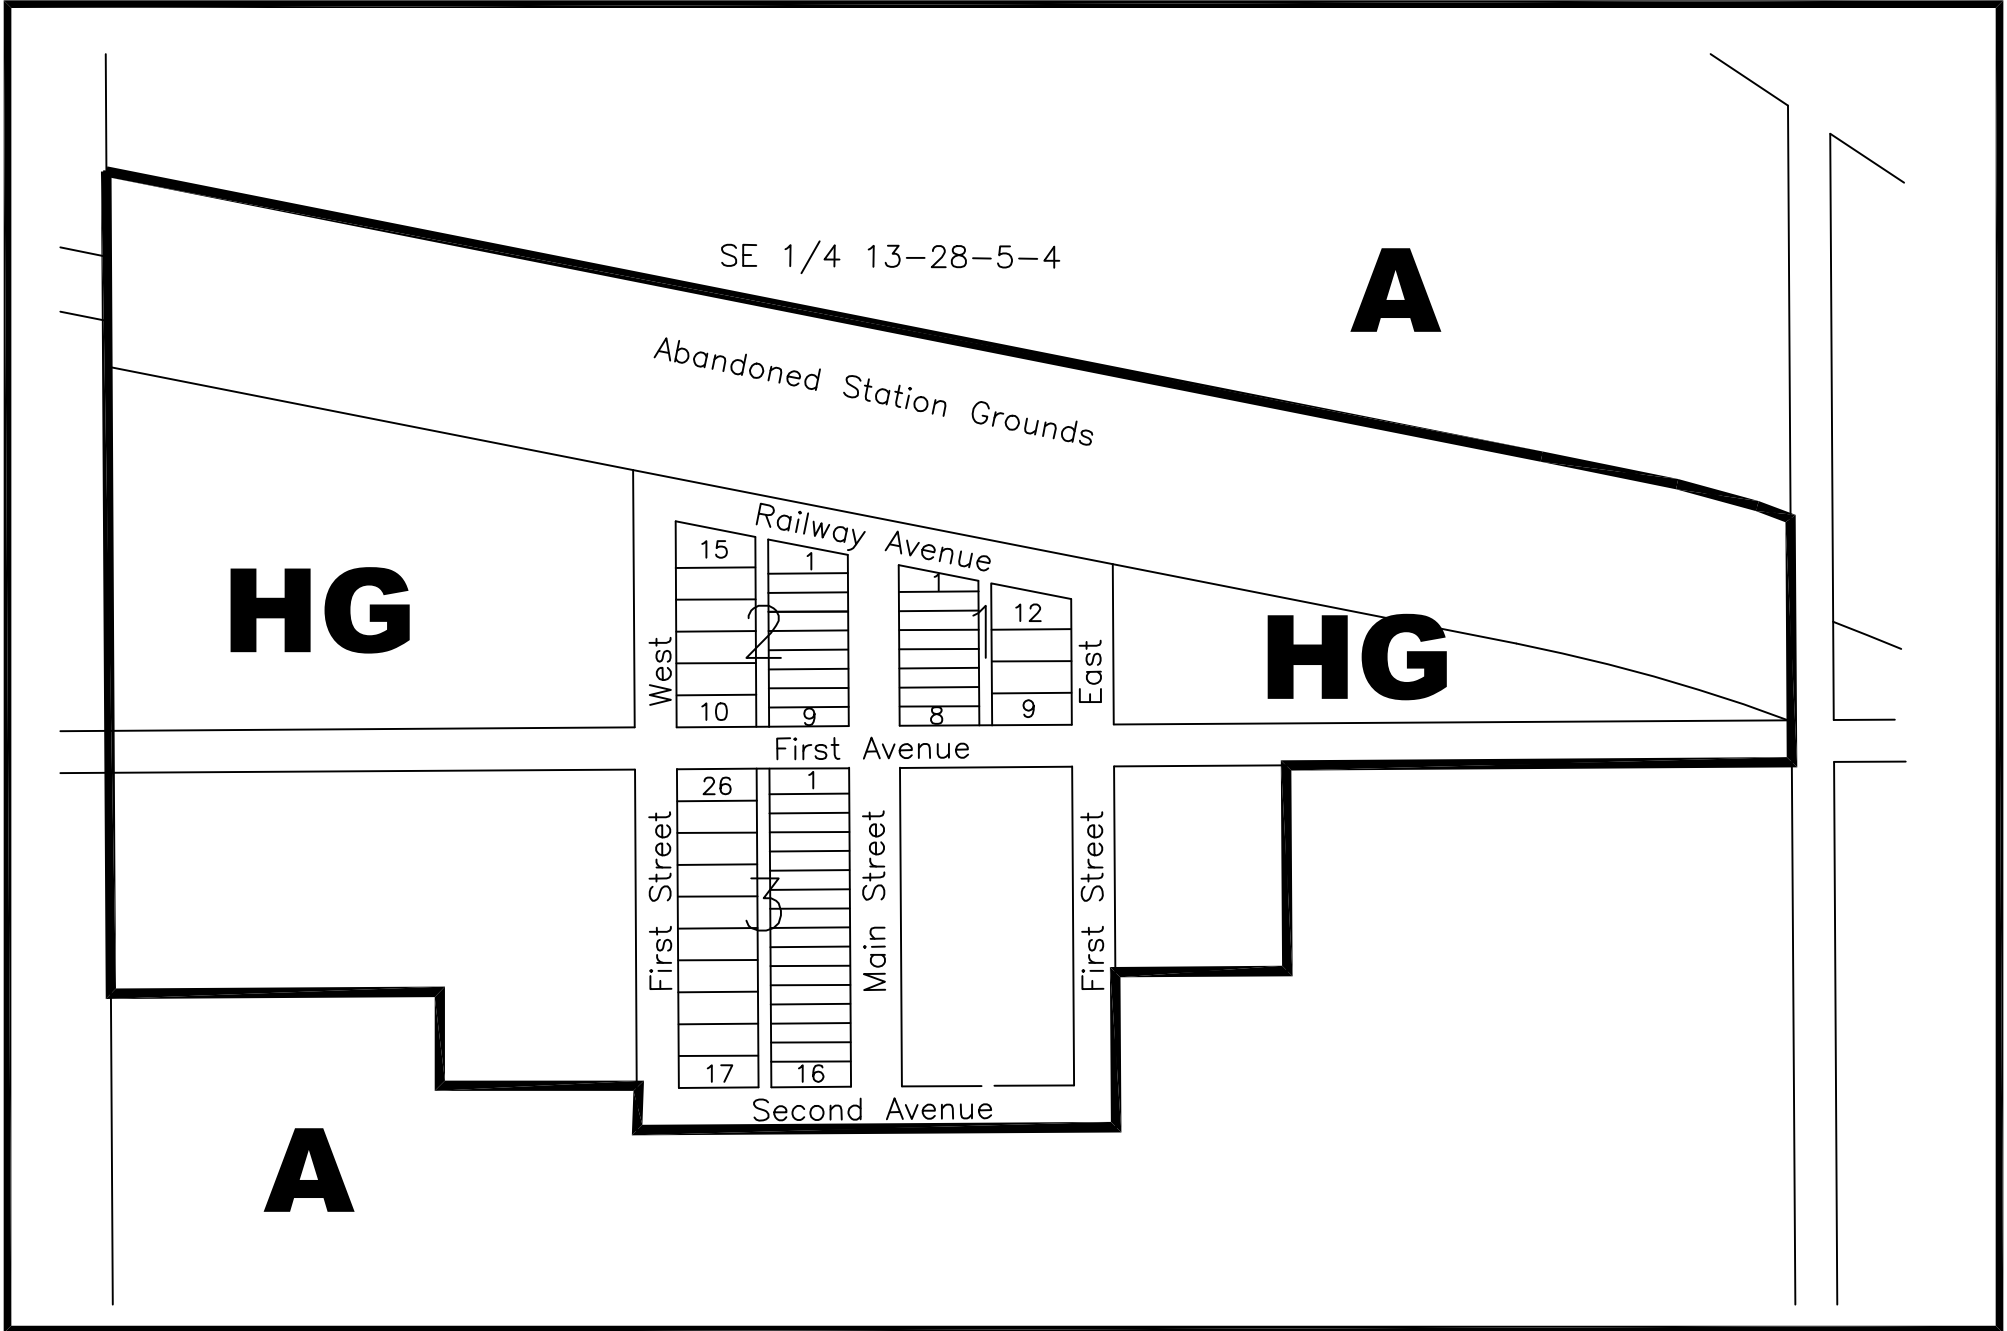 SE 1/4 13-28-5-4
A
Abandoned Station Grounds
Railway Avenue
HG
HG
15
1
1
12
2
1
West
East
10
9
8
9
First Avenue
26
1
First Street
3
Main Street
First Street
17
16
Second Avenue
A